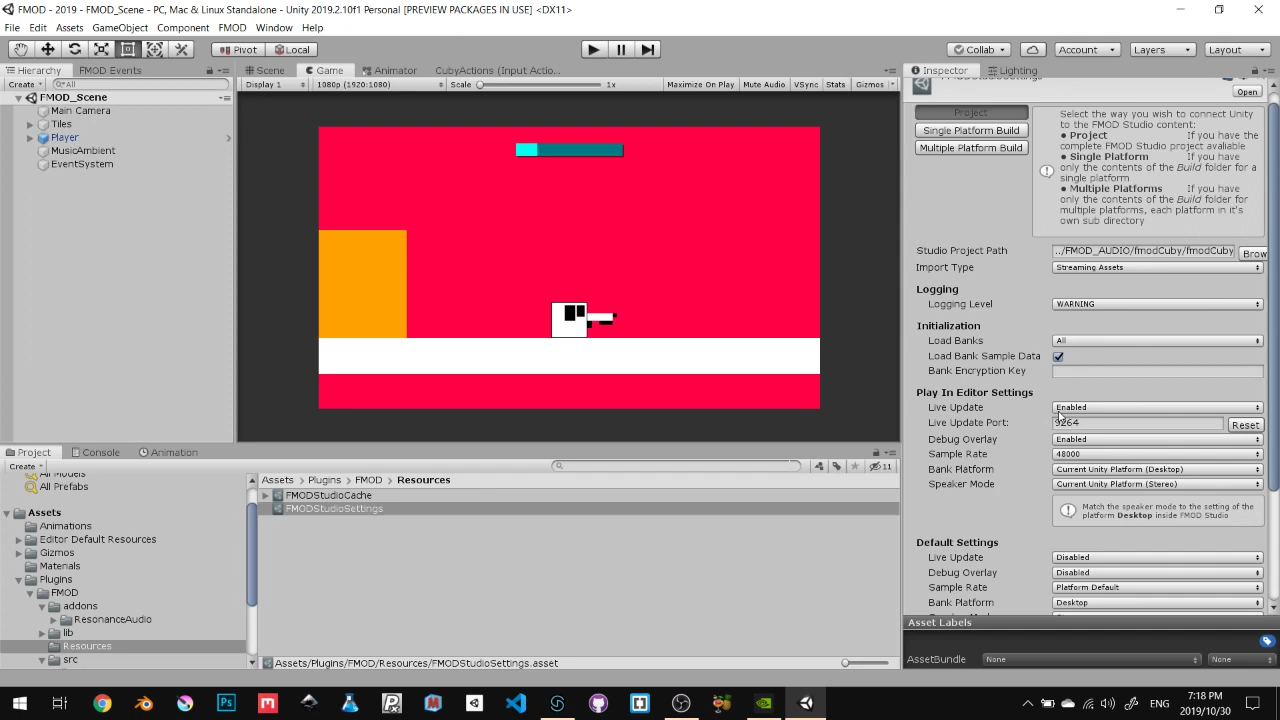 FMOD - 2019 - FMOD_Scene - PC, Mac & Linux Standalone - Unity 2019.2.10f1 Personal [PREVIEW PACKAGES IN USE] <DX11>
File Edit Assets GameObject Component FMOD Window Help
Pivot Local Collab Account Layers Layout
Hierarchy FMOD Events Scene Game Animator CubyActions (Input Actio... Inspector Lighting
Create All Display 1 1080p (1920:1080) Scale 1x Maximize On Play Mute Audio VSync Stats Gizmos
Open
FMOD_Scene
Main Camera
Tiles
Player
MusicAmbient
EventSystem
Project
Single Platform Build
Multiple Platform Build
Select the way you wish to connect Unity
to the FMOD Studio content:
● Project If you have the
complete FMOD Studio project avaliable
● Single Platform If you have
only the contents of the Build folder for a
single platform
● Multiple Platforms If you have
only the contents of the Build folder for
multiple platforms, each platform in it's
own sub directory
Studio Project Path ../FMOD_AUDIO/fmodCuby/fmodCuby Brow
Import Type Streaming Assets
Logging
Logging Level WARNING
Initialization
Load Banks All
Load Bank Sample Data
Bank Encryption Key
Play In Editor Settings
Live Update Enabled
Live Update Port: 9264 Reset
Debug Overlay Enabled
Sample Rate 48000
Bank Platform Current Unity Platform (Desktop)
Speaker Mode Current Unity Platform (Stereo)
Match the speaker mode to the setting of the
platform Desktop inside FMOD Studio
Default Settings
Live Update Disabled
Debug Overlay Disabled
Sample Rate Platform Default
Bank Platform Desktop
Asset Labels
AssetBundle None None
Project Console Animation
Create 11
All Models
All Prefabs
Assets
Animations
Editor Default Resources
Gizmos
Materials
Plugins
FMOD
addons
ResonanceAudio
lib
Resources
src
Assets Plugins FMOD Resources
FMODStudioCache
FMODStudioSettings
Assets/Plugins/FMOD/Resources/FMODStudioSettings.asset
ENG
7:18 PM
2019/10/30